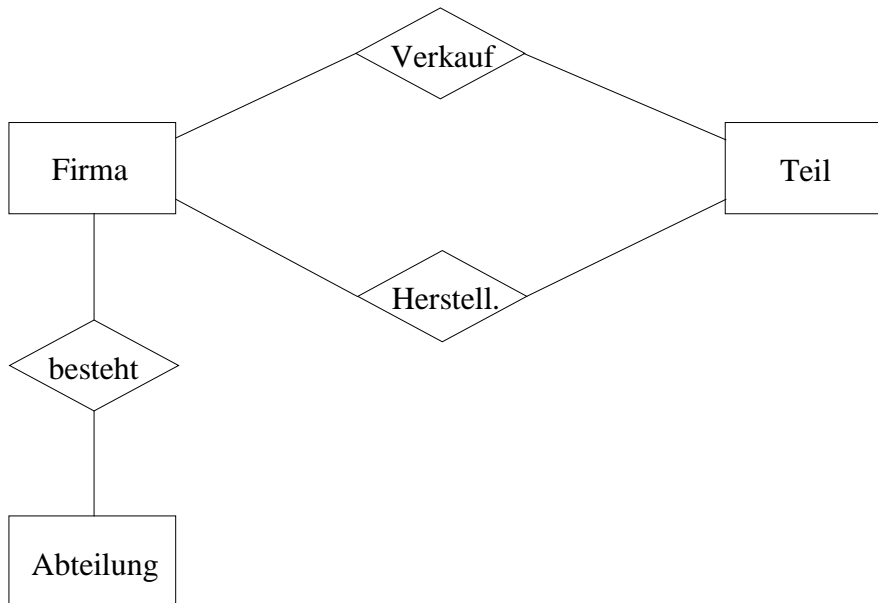 Verkauf
Firma
Teil
Herstell.
besteht
Abteilung